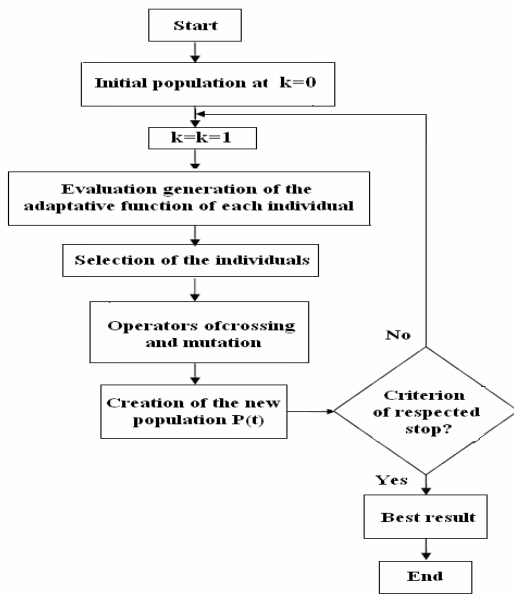 Start
Initial population at k=0
k=k=1
Evaluation generation of the
adaptative function of each individual
Selection of the individuals
Operators ofcrossing
and mutation
Creation of the new
population P(t)
No
Criterion
of respected
stop?
Yes
Best result
End